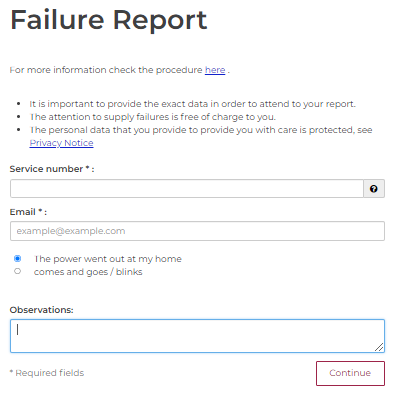 Failure Report
For more information check the procedure here .
It is important to provide the exact data in order to attend to your report.
The attention to supply failures is free of charge to you.
The personal data that you provide to provide you with care is protected, see
Privacy Notice
Service number * :
?
Email * :
example@example.com
The power went out at my home
comes and goes / blinks
Observations:
* Required fields
Continue